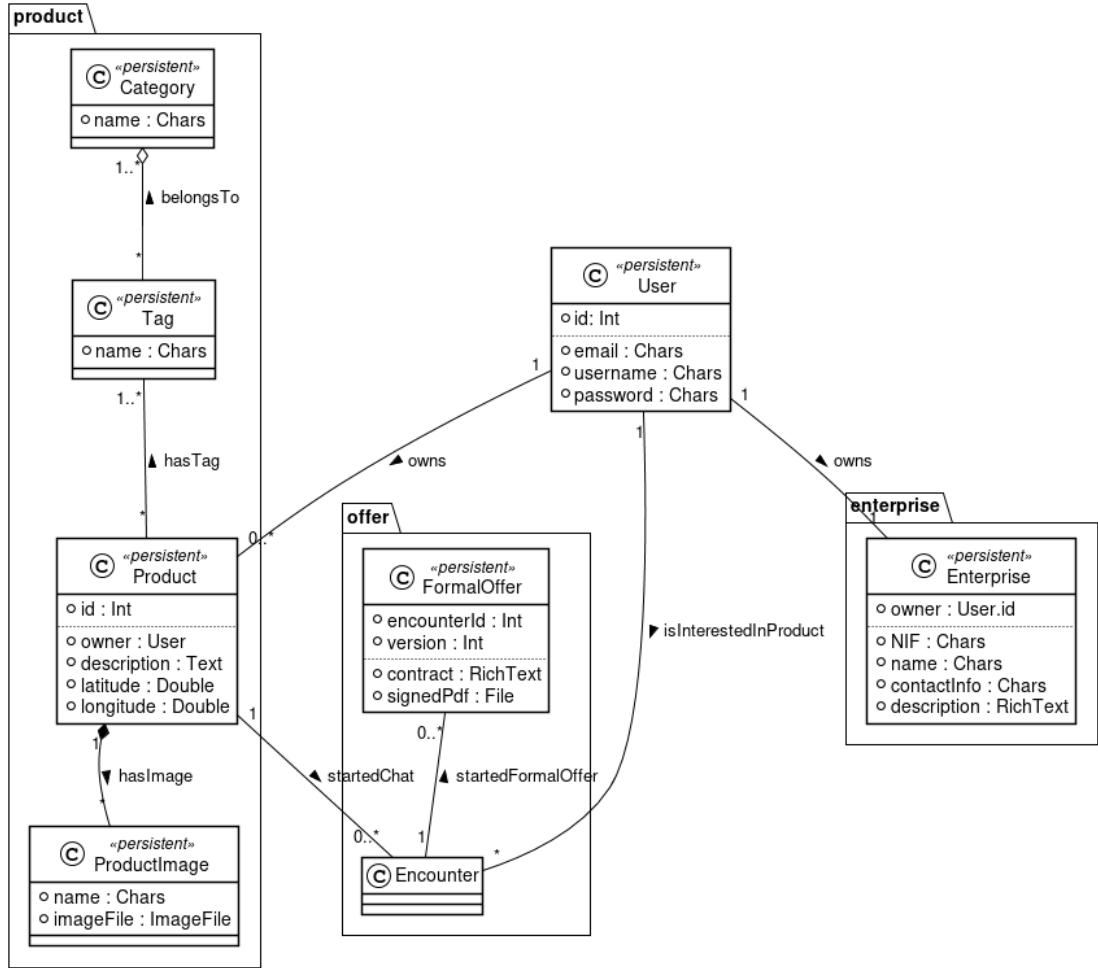 product
C
«persistent»
Category
name : Chars
1..*
belongsTo
*
C
«persistent»
Tag
name : Chars
1..*
hasTag
*
C
«persistent»
Product
id : Int
owner : User
description : Text
latitude : Double
longitude : Double
1
hasImage
*
C
«persistent»
ProductImage
name : Chars
imageFile : ImageFile
C
«persistent»
User
id: Int
email : Chars
username : Chars
password : Chars
1
owns
0..*
1
isInterestedInProduct
*
1
owns
1
offer
C
«persistent»
FormalOffer
encounterId : Int
version : Int
contract : RichText
signedPdf : File
0..*
startedFormalOffer
1
1
startedChat
0..*
C
Encounter
enterprise
C
«persistent»
Enterprise
owner : User.id
NIF : Chars
name : Chars
contactInfo : Chars
description : RichText